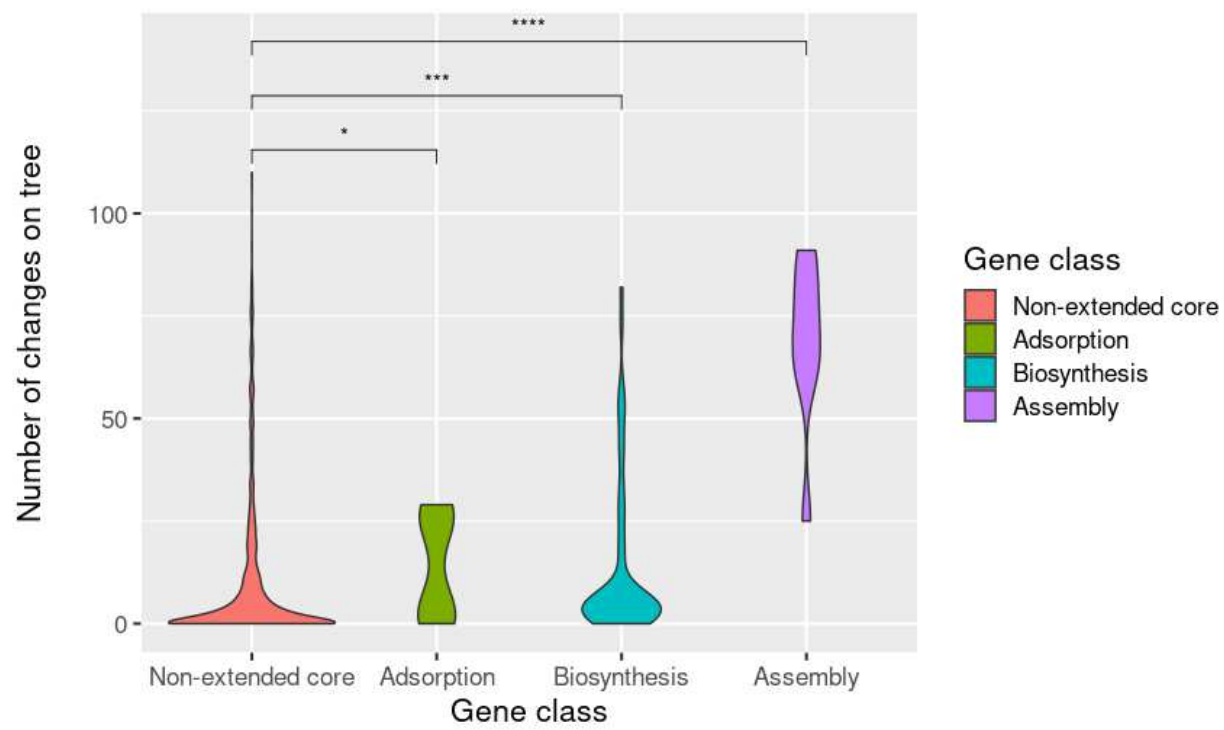 ****
***
*
Number of changes on tree
100
50
0
Non-extended core Adsorption Biosynthesis Assembly
Gene class
Gene class
Non-extended core
Adsorption
Biosynthesis
Assembly